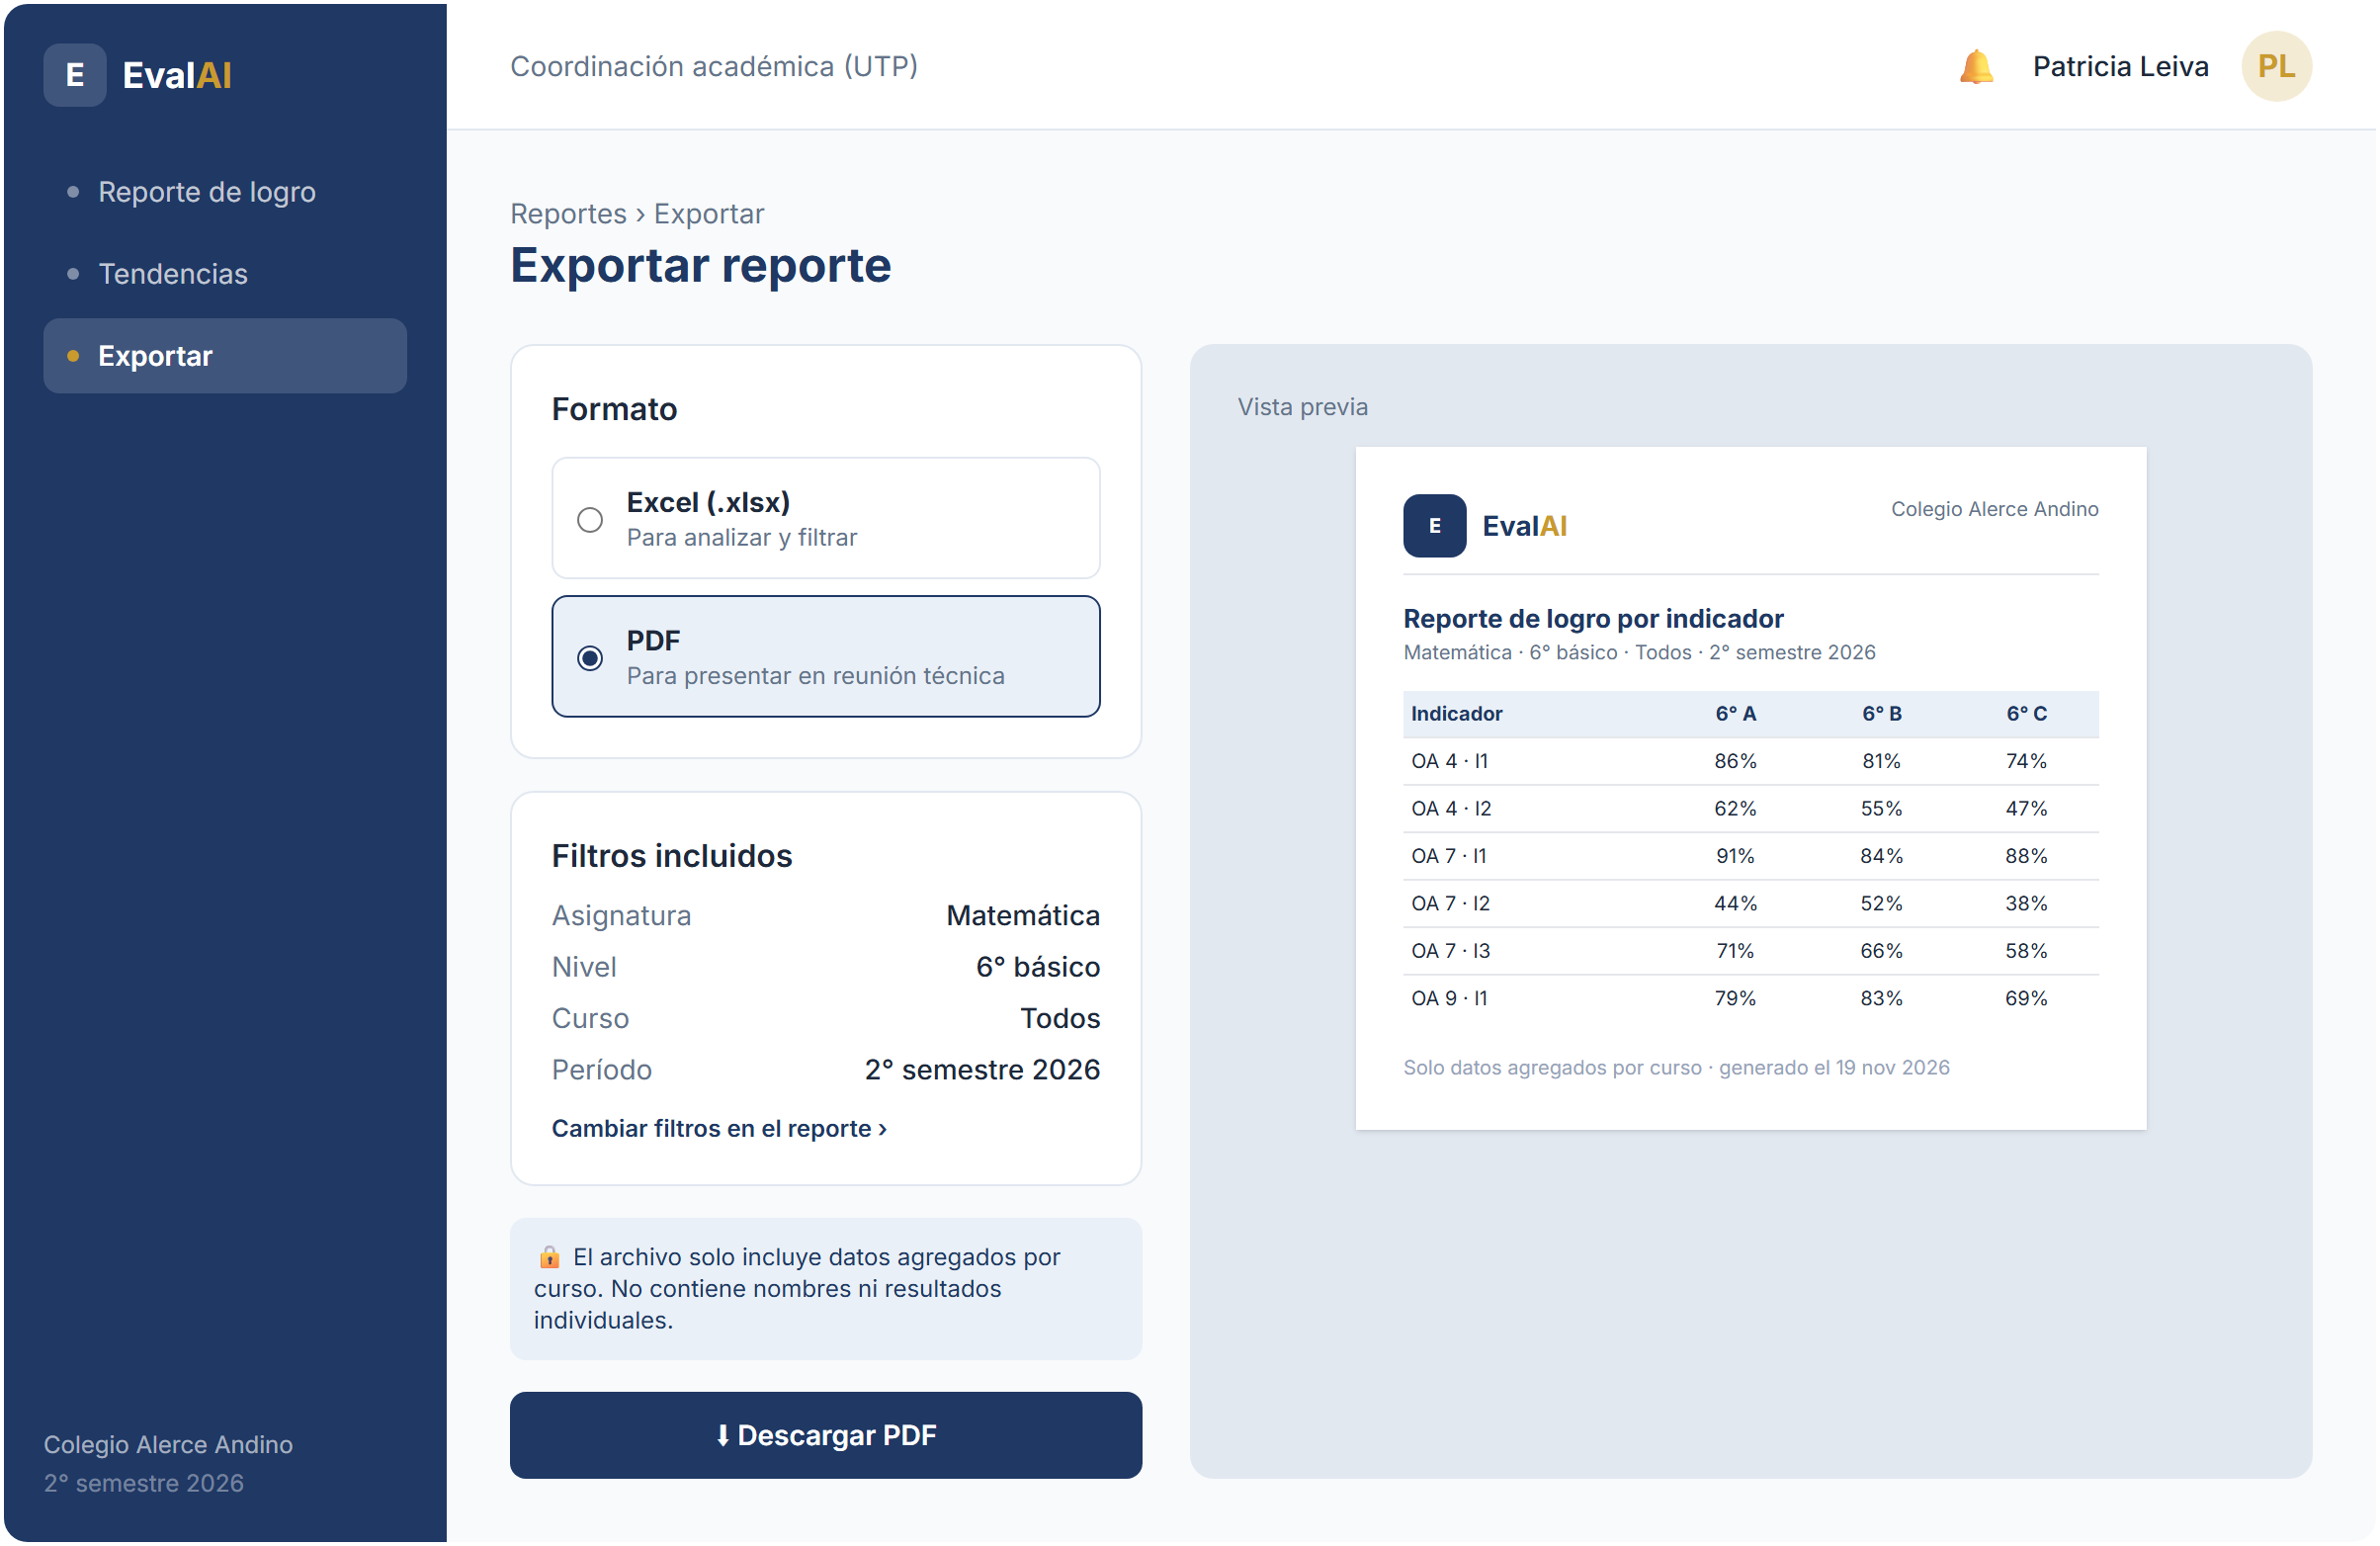 E EvalAI
Reporte de logro
Tendencias
Exportar
Colegio Alerce Andino
2° semestre 2026
Coordinación académica (UTP)
Patricia Leiva PL
Reportes › Exportar
Exportar reporte
Formato
Excel (.xlsx)
Para analizar y filtrar
PDF
Para presentar en reunión técnica
Filtros incluidos
Asignatura Matemática
Nivel 6° básico
Curso Todos
Período 2° semestre 2026
Cambiar filtros en el reporte ›
🔒 El archivo solo incluye datos agregados por
curso. No contiene nombres ni resultados
individuales.
⬇ Descargar PDF
Vista previa
E EvalAI Colegio Alerce Andino
Reporte de logro por indicador
Matemática · 6° básico · Todos · 2° semestre 2026
Indicador 6° A 6° B 6° C
OA 4 · I1 86% 81% 74%
OA 4 · I2 62% 55% 47%
OA 7 · I1 91% 84% 88%
OA 7 · I2 44% 52% 38%
OA 7 · I3 71% 66% 58%
OA 9 · I1 79% 83% 69%
Solo datos agregados por curso · generado el 19 nov 2026